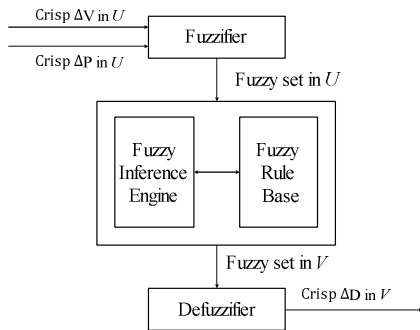 Crisp ΔV in U
Fuzzifier
Crisp ΔP in U
Fuzzy set in U
Fuzzy
Inference
Engine
Fuzzy
Rule
Base
Fuzzy set in V
Defuzzifier
Crisp ΔD in V